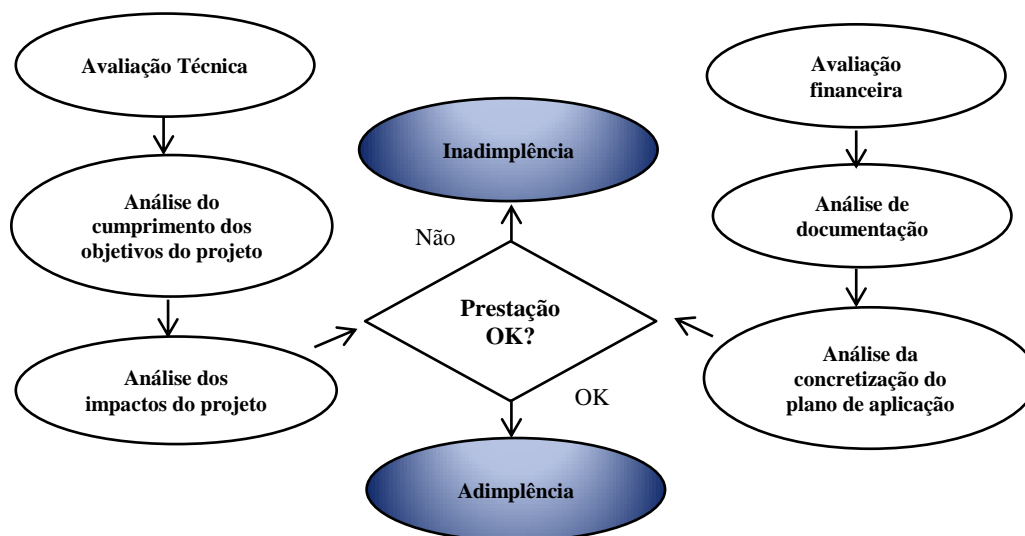 Avaliação Técnica
Análise do
cumprimento dos
objetivos do projeto
Análise dos
impactos do projeto
Inadimplência
Não
Prestação
OK?
OK
Adimplência
Avaliação
financeira
Análise de
documentação
Análise da
concretização do
plano de aplicação